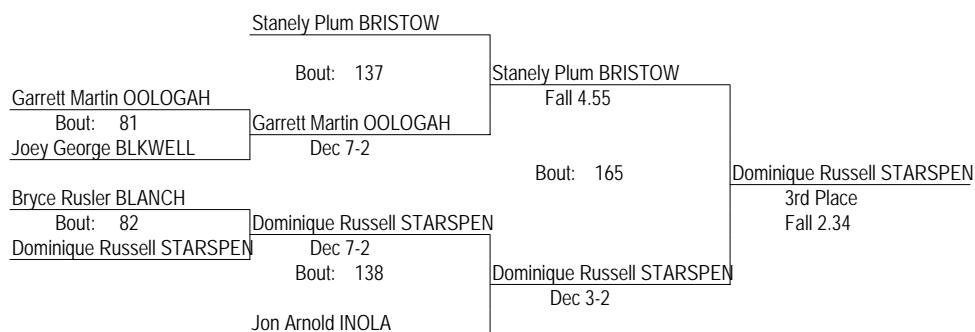 Stanely Plum BRISTOW
Bout: 137
Stanely Plum BRISTOW
Fall 4.55
Garrett Martin OOLOGAH
Bout: 81
Garrett Martin OOLOGAH
Joey George BLKWELL
Dec 7-2
Bout: 165
Dominique Russell STARSPEN
3rd Place
Fall 2.34
Bryce Rusler BLANCH
Bout: 82
Dominique Russell STARSPEN
Dominique Russell STARSPEN
Dec 7-2
Bout: 138
Dominique Russell STARSPEN
Dec 3-2
Jon Arnold INOLA